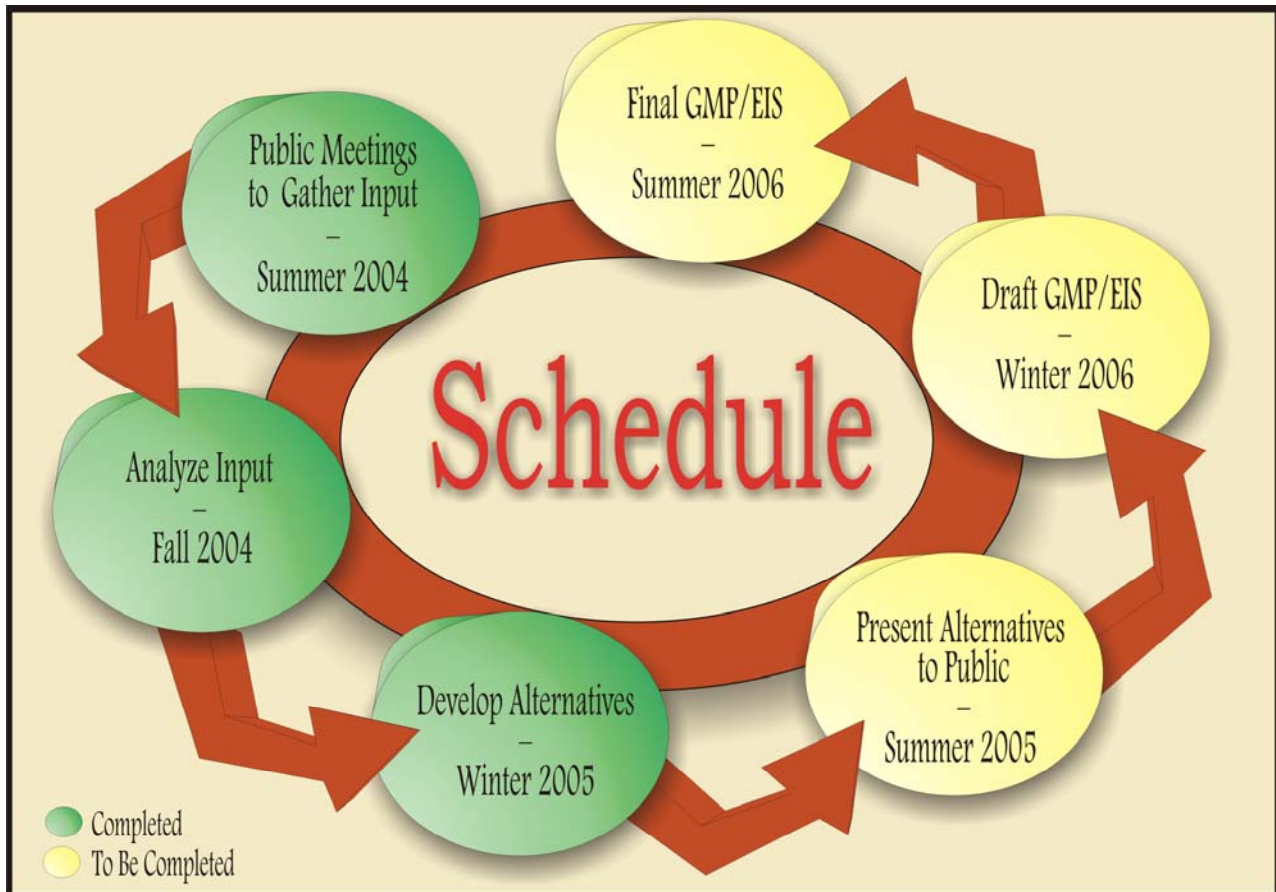 Public Meetings
to Gather Input
–
Summer 2004
Analyze Input
–
Fall 2004
Develop Alternatives
–
Winter 2005
Present Alternatives
to Public
–
Summer 2005
Draft GMP/EIS
–
Winter 2006
Final GMP/EIS
–
Summer 2006
Schedule
Completed
To Be Completed